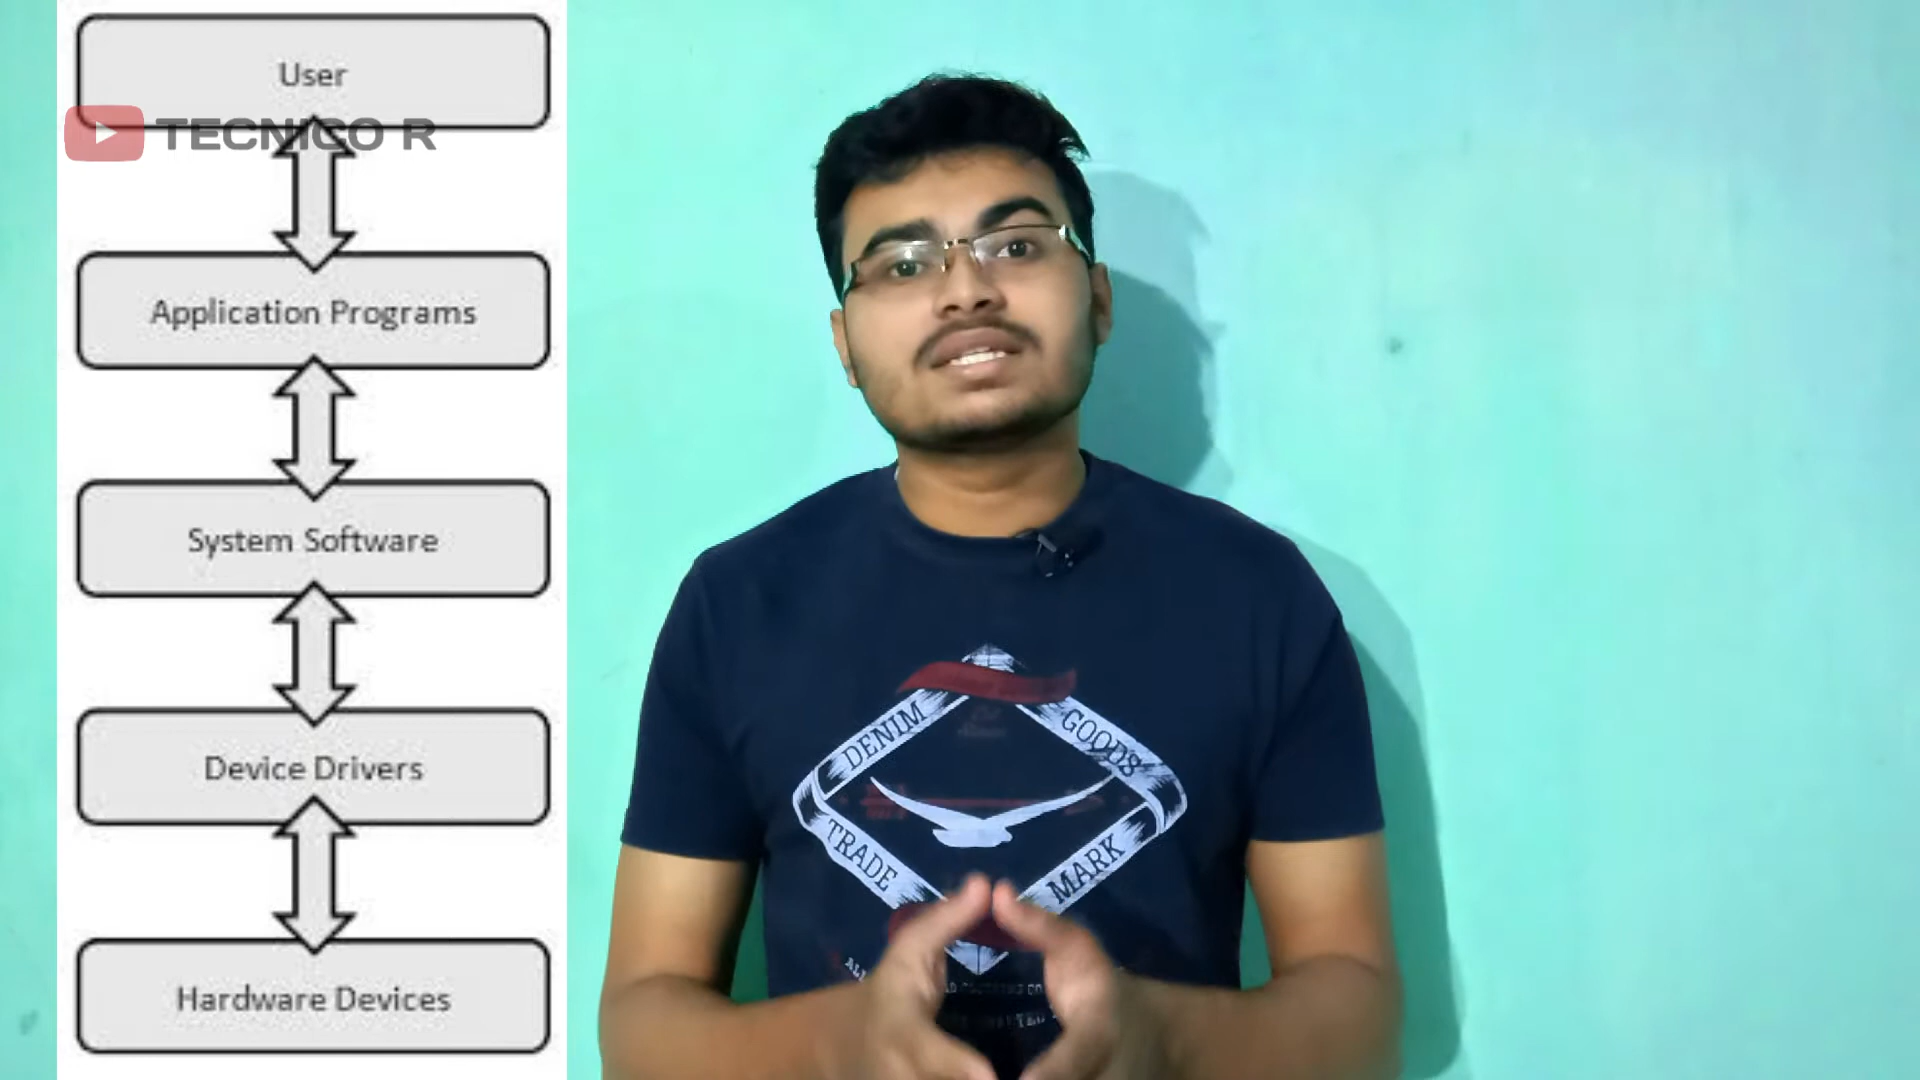 User
TECNICO R
Application Programs
System Software
Device Drivers
Hardware Devices
DENIM
GOODS
TRADE
MARK